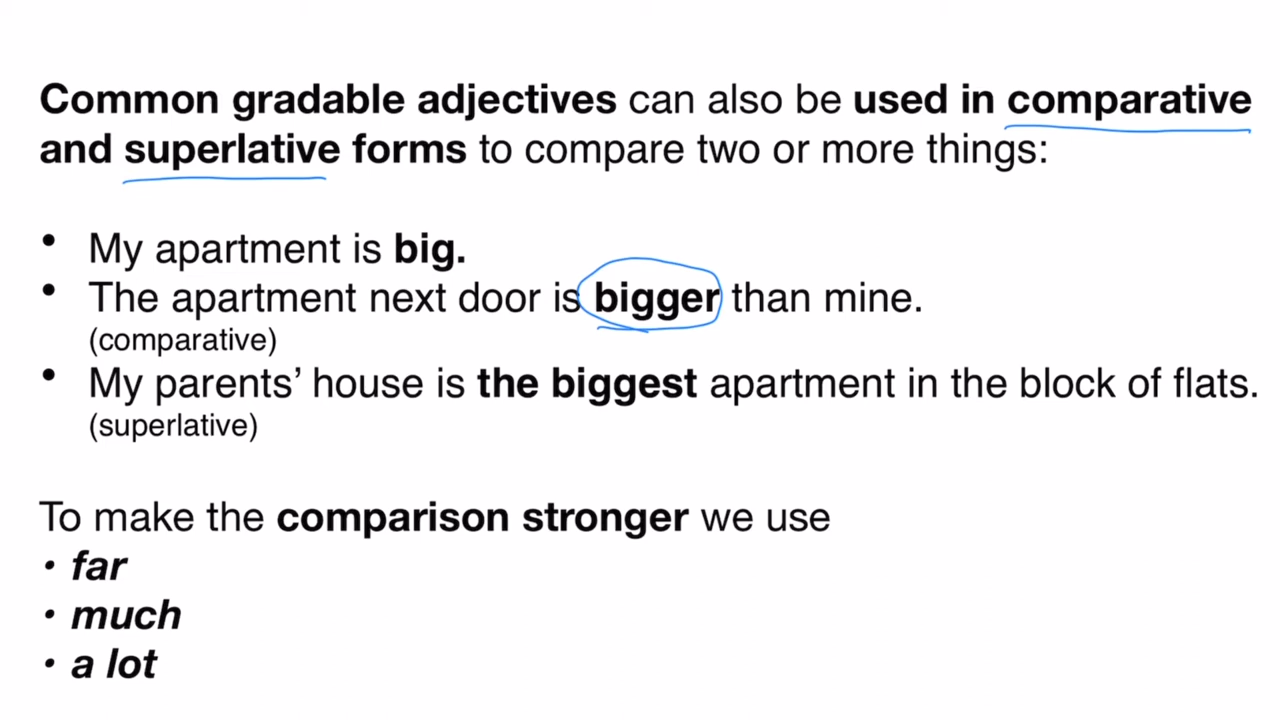 Common gradable adjectives can also be used in comparative
and superlative forms to compare two or more things:
• My apartment is big.
• The apartment next door is bigger than mine.
(comparative)
• My parents’ house is the biggest apartment in the block of flats.
(superlative)
To make the comparison stronger we use
• far
• much
• a lot